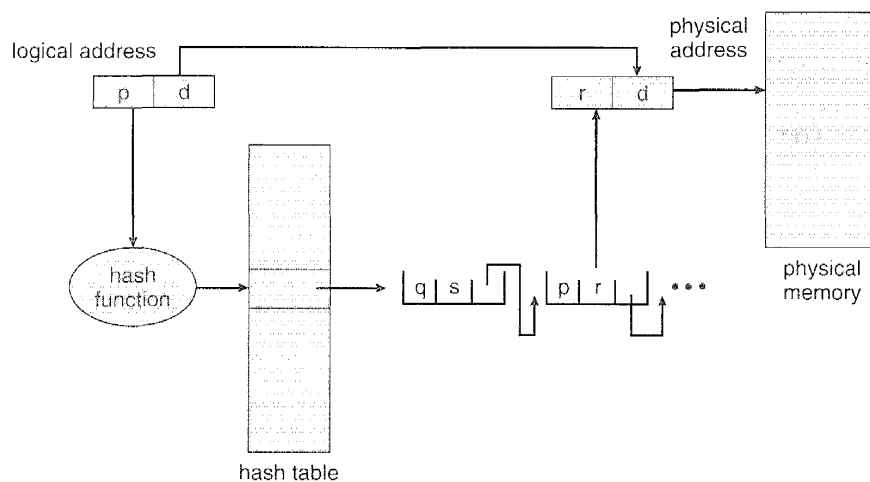 logical address
p d
physical
address
r d
hash
function
q s
p r
physical
memory
hash table